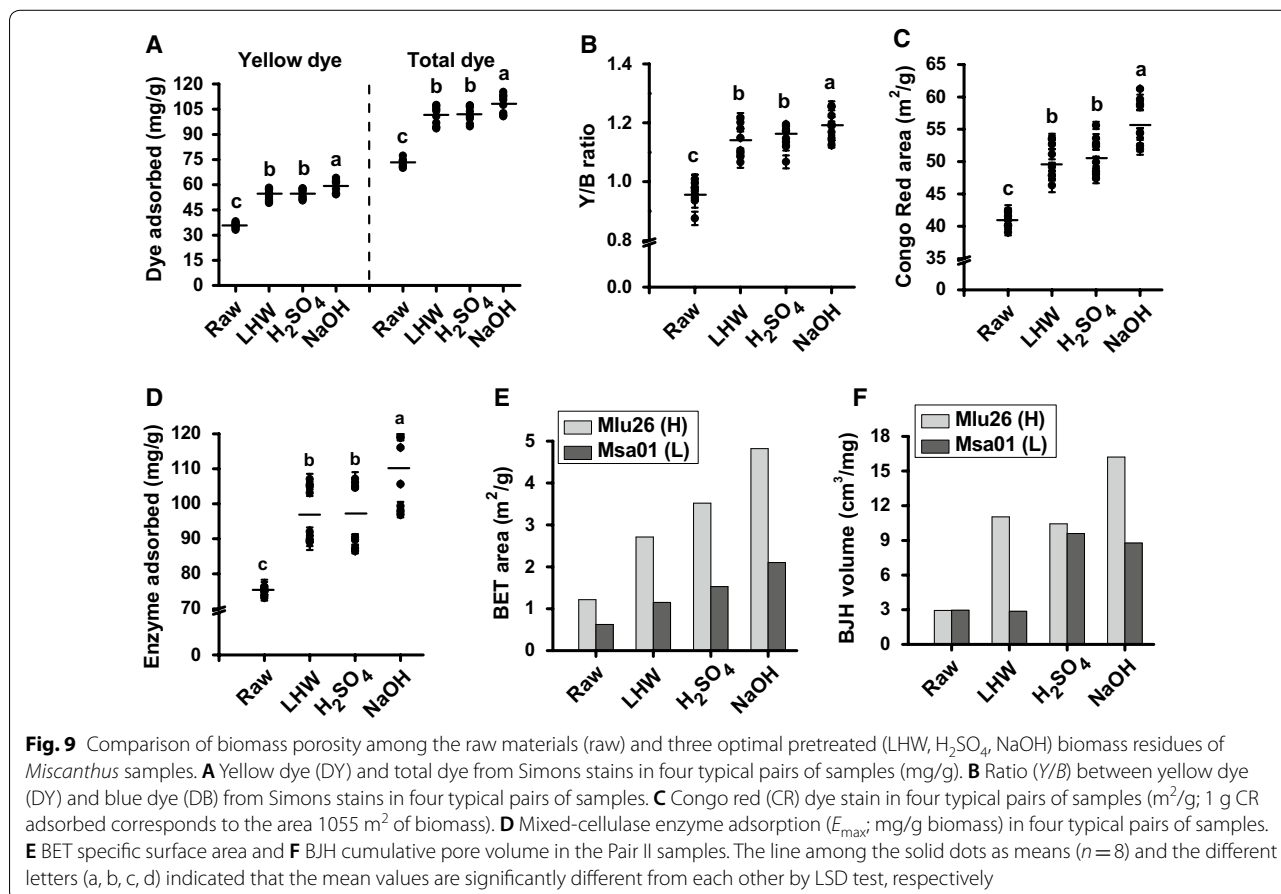 A
Yellow dye
Total dye
Dye adsorbed (mg/g)
120
105
90
75
60
45
30
15
0
c
b
b
a
c
b
b
a
Raw
LHW
H₂SO₄
NaOH
Raw
LHW
H₂SO₄
NaOH
B
Y/B ratio
1.4
1.2
1.0
0.8
0.0
c
b
b
a
Raw
LHW
H₂SO₄
NaOH
C
Congo Red area (m²/g)
65
60
55
50
45
40
35
0
c
b
b
a
Raw
LHW
H₂SO₄
NaOH
D
Enzyme adsorbed (mg/g)
120
110
100
90
80
70
0
c
b
b
a
Raw
LHW
H₂SO₄
NaOH
E
Mlu26 (H)
Msa01 (L)
BET area (m²/g)
5
4
3
2
1
0
Raw
LHW
H₂SO₄
NaOH
F
Mlu26 (H)
Msa01 (L)
BJH volume (cm³/mg)
18
15
12
9
6
3
0
Raw
LHW
H₂SO₄
NaOH
Fig. 9 Comparison of biomass porosity among the raw materials (raw) and three optimal pretreated (LHW, H₂SO₄, NaOH) biomass residues of
Miscanthus samples. A Yellow dye (DY) and total dye from Simons stains in four typical pairs of samples (mg/g). B Ratio (Y/B) between yellow dye
(DY) and blue dye (DB) from Simons stains in four typical pairs of samples. C Congo red (CR) dye stain in four typical pairs of samples (m²/g; 1 g CR
adsorbed corresponds to the area 1055 m² of biomass). D Mixed-cellulase enzyme adsorption (Eₘₐₓ; mg/g biomass) in four typical pairs of samples.
E BET specific surface area and F BJH cumulative pore volume in the Pair II samples. The line among the solid dots as means (n=8) and the different
letters (a, b, c, d) indicated that the mean values are significantly different from each other by LSD test, respectively